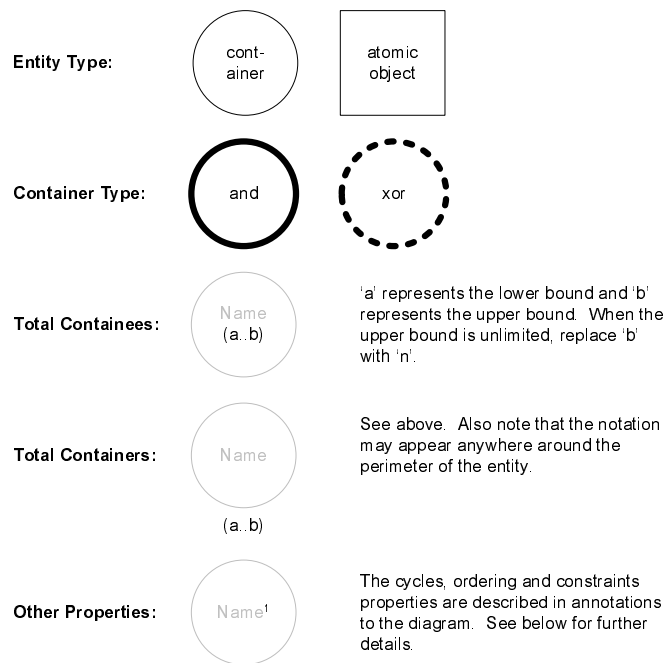 Entity Type:
cont-
ainer
atomic
object
Container Type:
and
xor
Total Containees:
Name
(a..b)
'a' represents the lower bound and 'b'
represents the upper bound.  When the
upper bound is unlimited, replace 'b'
with 'n'.
Total Containers:
Name
(a..b)
See above.  Also note that the notation
may appear anywhere around the
perimeter of the entity.
Other Properties:
Name¹
The cycles, ordering and constraints
properties are described in annotations
to the diagram.  See below for further
details.